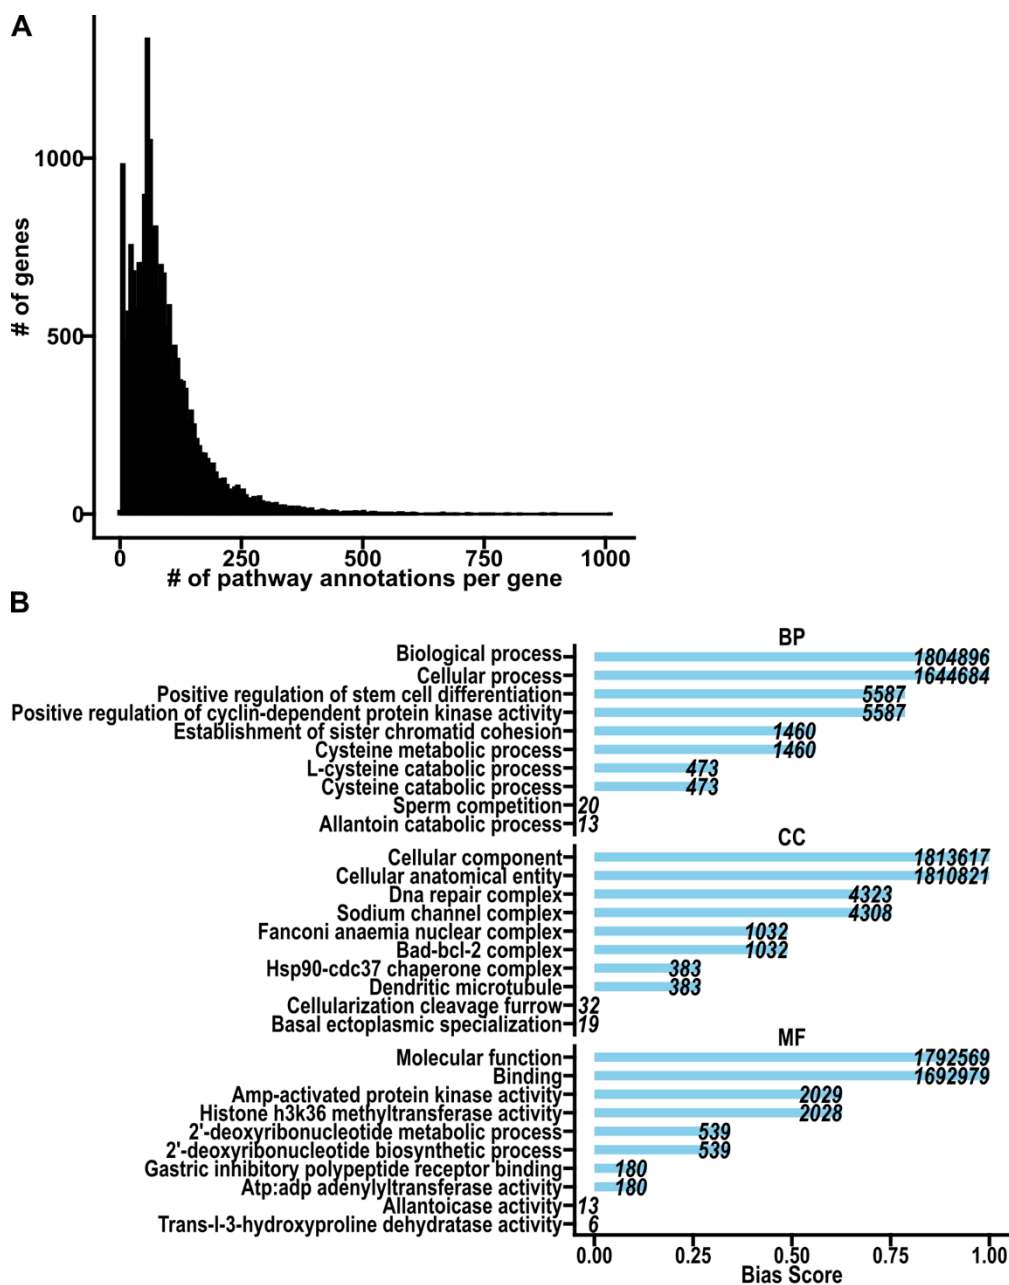 A
1000
500
0
# of genes
0 250 500 750 1000
# of pathway annotations per gene
B
BP
Biological process 1804896
Cellular process 1644684
Positive regulation of stem cell differentiation 5587
Positive regulation of cyclin-dependent protein kinase activity 5587
Establishment of sister chromatid cohesion 1460
Cysteine metabolic process 1460
L-cysteine catabolic process 473
Cysteine catabolic process 473
Sperm competition 20
Allantoin catabolic process 13
CC
Cellular component 1813617
Cellular anatomical entity 1810821
Dna repair complex 4323
Sodium channel complex 4308
Fanconi anaemia nuclear complex 1032
Bad-bcl-2 complex 1032
Hsp90-cdc37 chaperone complex 383
Dendritic microtubule 383
Cellularization cleavage furrow 32
Basal ectoplasmic specialization 19
MF
Molecular function 1792569
Binding 1692979
Amp-activated protein kinase activity 2029
Histone h3k36 methyltransferase activity 2028
2'-deoxyribonucleotide metabolic process 539
2'-deoxyribonucleotide biosynthetic process 539
Gastric inhibitory polypeptide receptor binding 180
Atp:adp adenylyltransferase activity 180
Allantoicase activity 13
Trans-l-3-hydroxyproline dehydratase activity 6
0.00 0.25 0.50 0.75 1.00
Bias Score